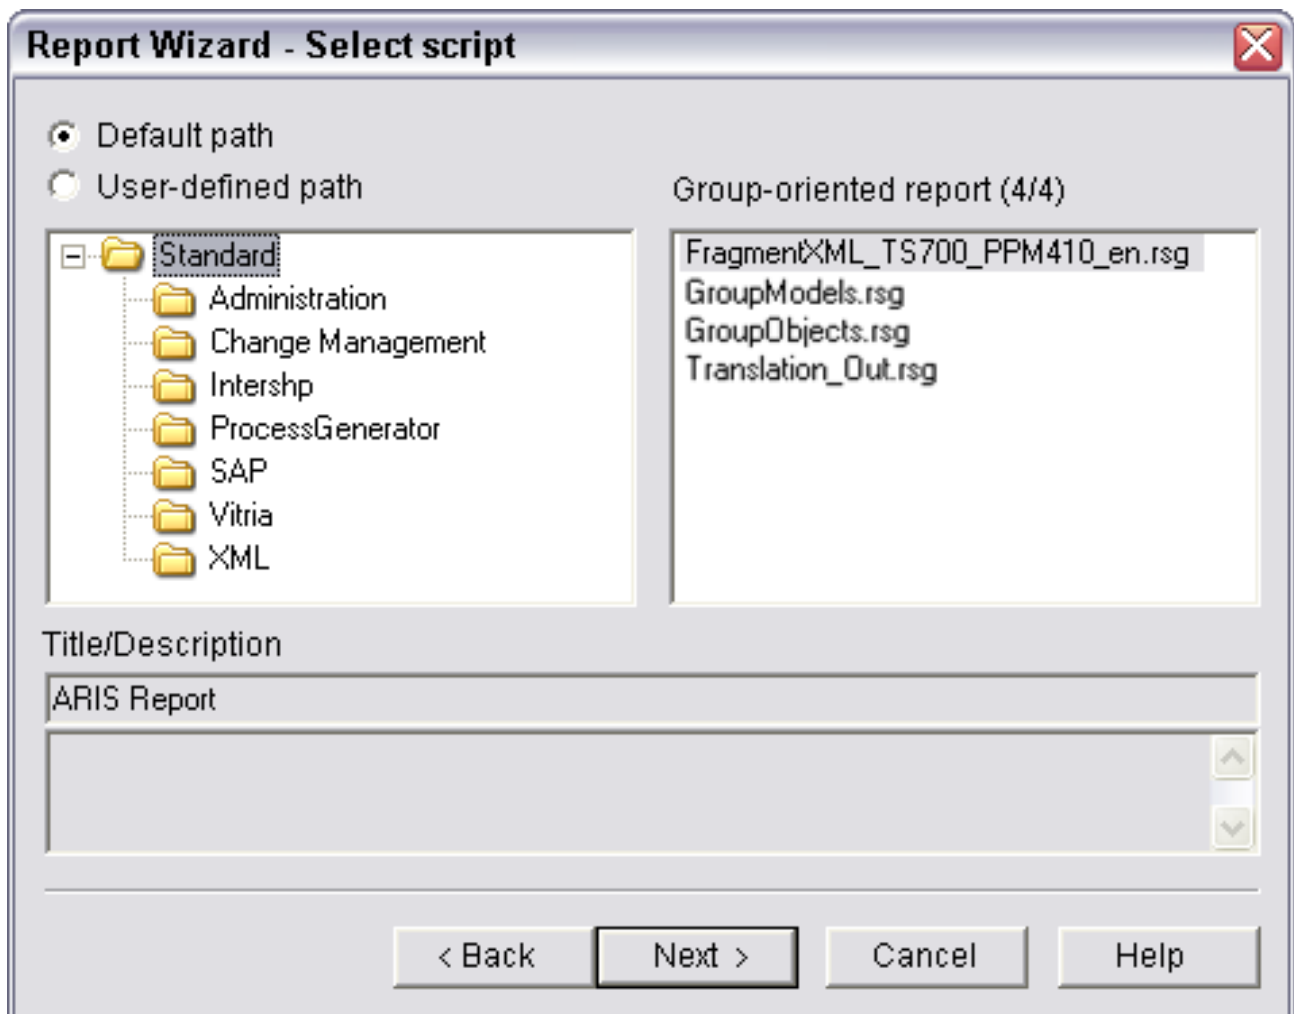 Report Wizard - Select script
Default path
User-defined path
Group-oriented report (4/4)
Standard
Administration
Change Management
Intershp
ProcessGenerator
SAP
Vitria
XML
FragmentXML_TS700_PPM410_en.rsg
GroupModels.rsg
GroupObjects.rsg
Translation_Out.rsg
Title/Description
ARIS Report
< Back
Next >
Cancel
Help